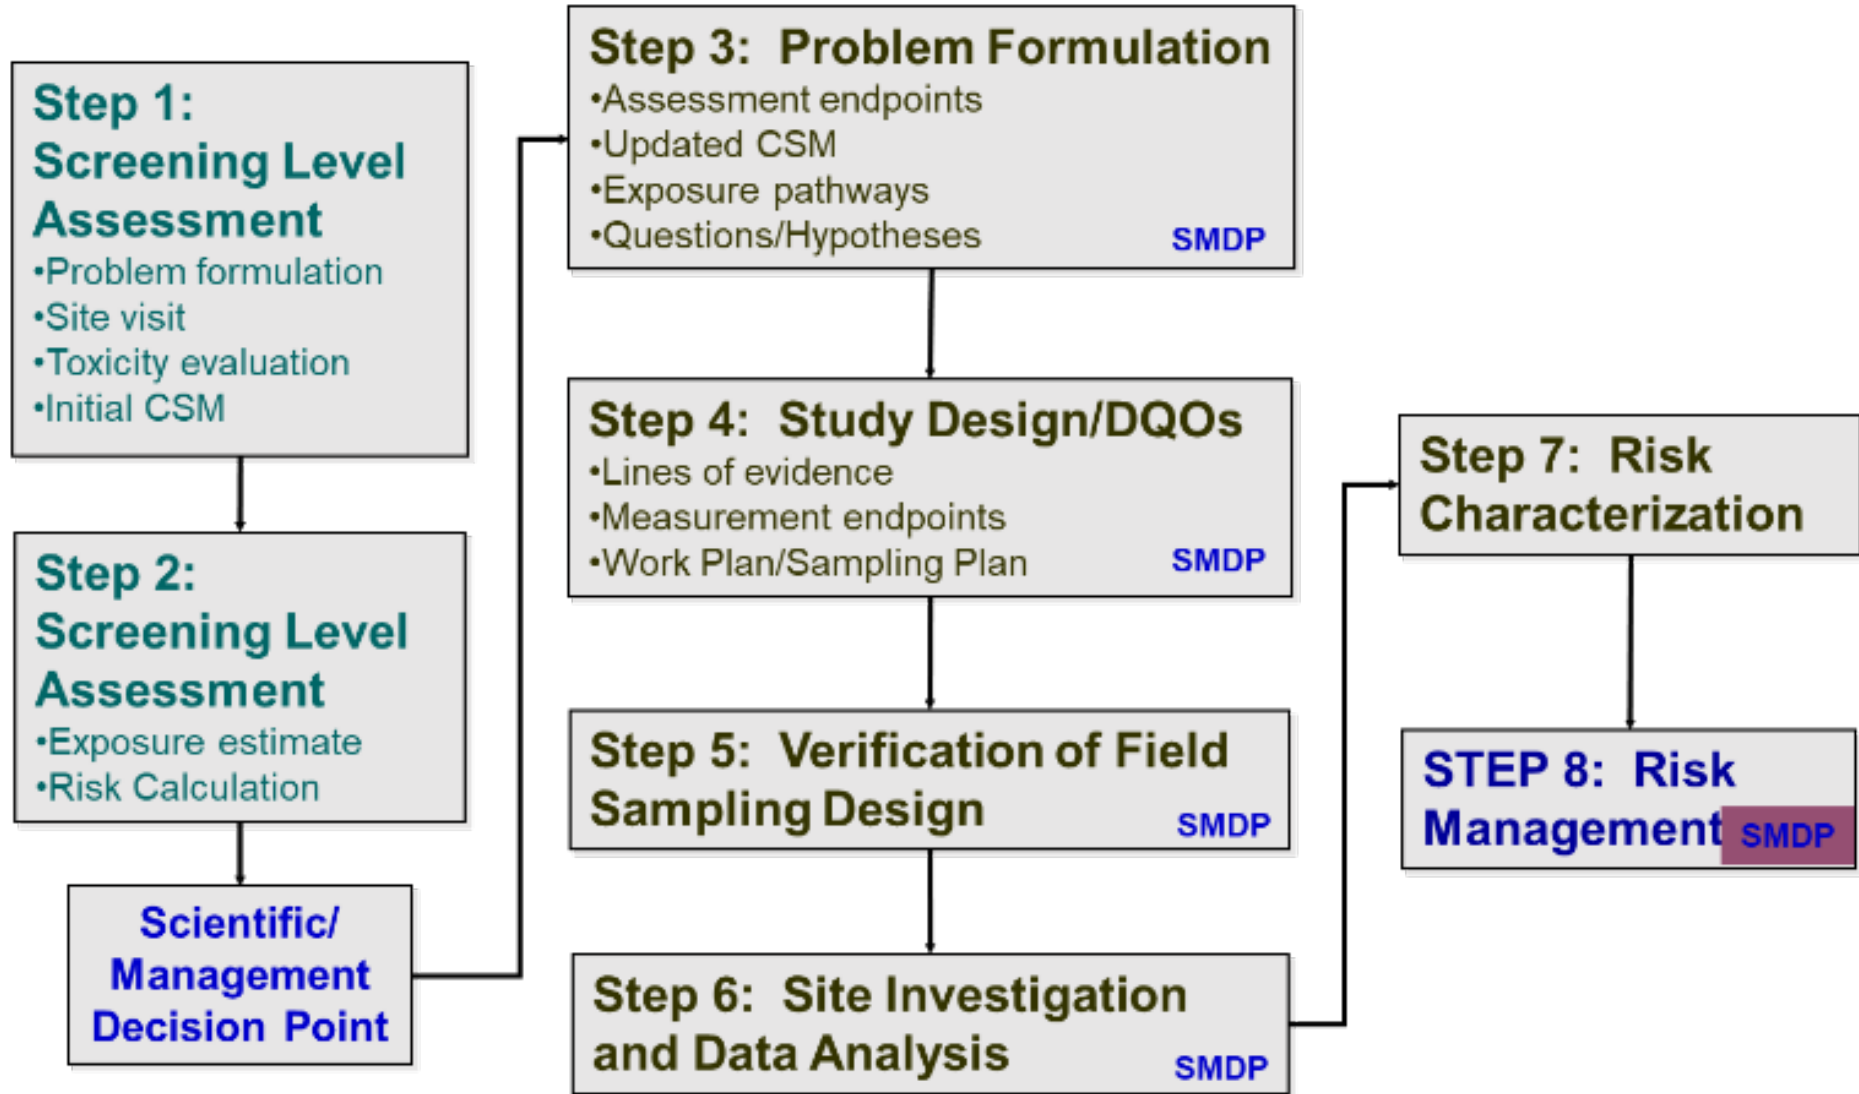 Step 1:
Screening Level
Assessment
•Problem formulation
•Site visit
•Toxicity evaluation
•Initial CSM
Step 2:
Screening Level
Assessment
•Exposure estimate
•Risk Calculation
Scientific/
Management
Decision Point
Step 3: Problem Formulation
•Assessment endpoints
•Updated CSM
•Exposure pathways
•Questions/Hypotheses SMDP
Step 4: Study Design/DQOs
•Lines of evidence
•Measurement endpoints
•Work Plan/Sampling Plan SMDP
Step 5: Verification of Field
Sampling Design SMDP
Step 6: Site Investigation
and Data Analysis SMDP
Step 7: Risk
Characterization
STEP 8: Risk
Management SMDP